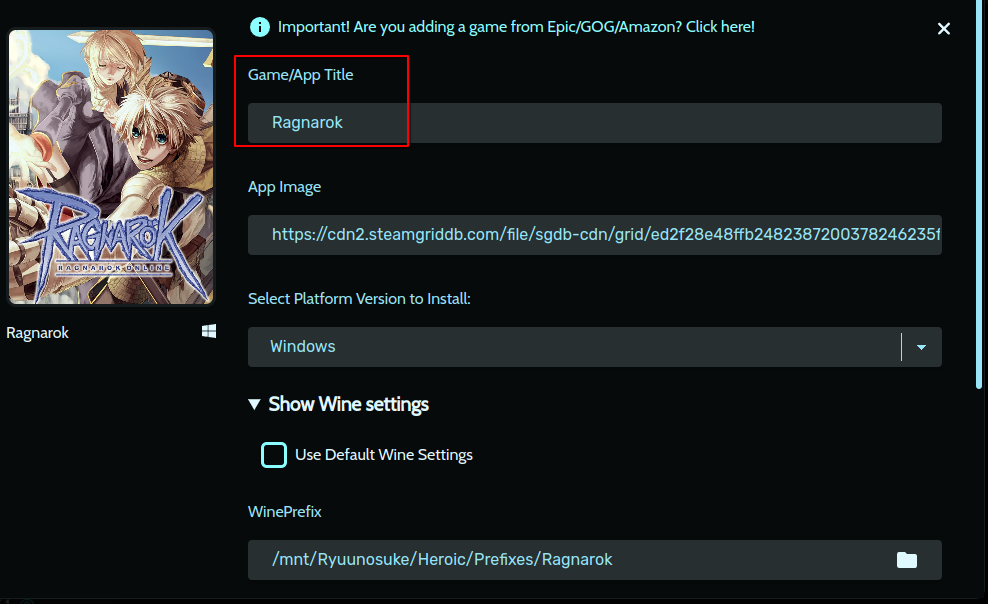 Important! Are you adding a game from Epic/GOG/Amazon? Click here!
Game/App Title
Ragnarok
App Image
https://cdn2.steamgriddb.com/file/sgdb-cdn/grid/ed2f28e48ffb2482387200378246235f
RAGNAROK
RAGNAROK ONLINE
Ragnarok
Select Platform Version to Install:
Windows
Show Wine settings
Use Default Wine Settings
WinePrefix
/mnt/Ryuunosuke/Heroic/Prefixes/Ragnarok